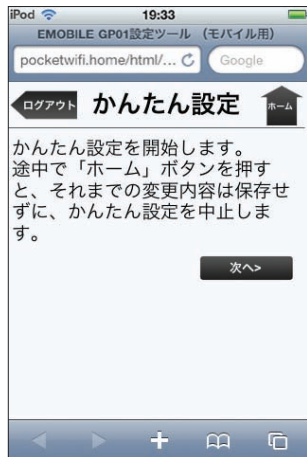 iPod 19:33
EMOBILE GP01設定ツール （モバイル用）
pocketwifi.home/html/... Google
ログアウト かんたん設定 ホーム
かんたん設定を開始します。
途中で「ホーム」ボタンを押す
と、それまでの変更内容は保存せ
ずに、かんたん設定を中止しま
す。
次へ>